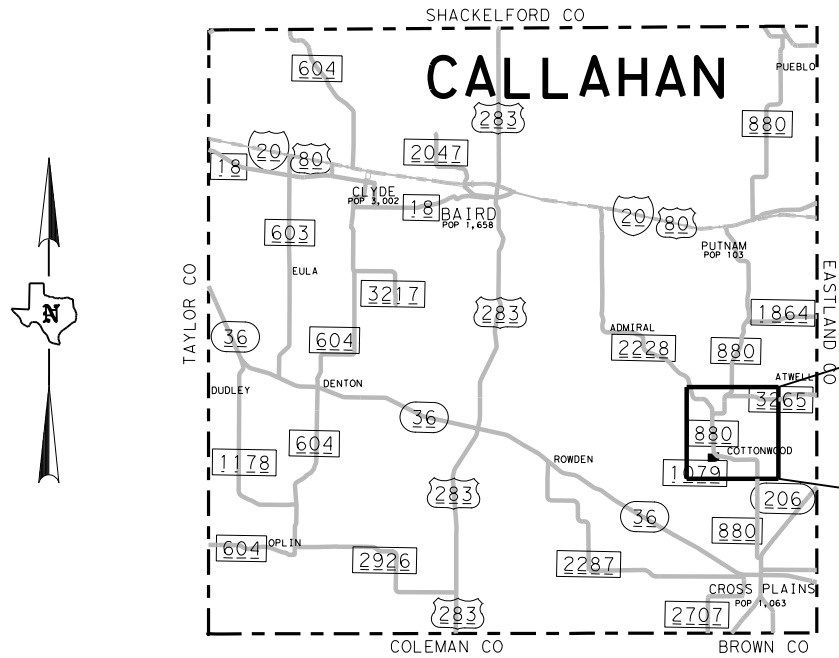 SHACKELFORD CO
CALLAHAN
604
PUEBLO
283
880
20
80
2047
18
CLYDE
POP 3,002
18
BAIRD
POP 1,658
20
80
603
PUTNAM
POP 103
EULA
N
3217
283
1864
TAYLOR CO
EASTLAND CO
36
604
ADMIRAL
2228
880
ATWELL
DUDLEY
DENTON
3265
36
880
604
COTTONWOOD
1178
ROWDEN
1079
283
206
36
880
604
OPLIN
2926
2287
CROSS PLAINS
POP 1,063
283
2707
COLEMAN CO
BROWN CO